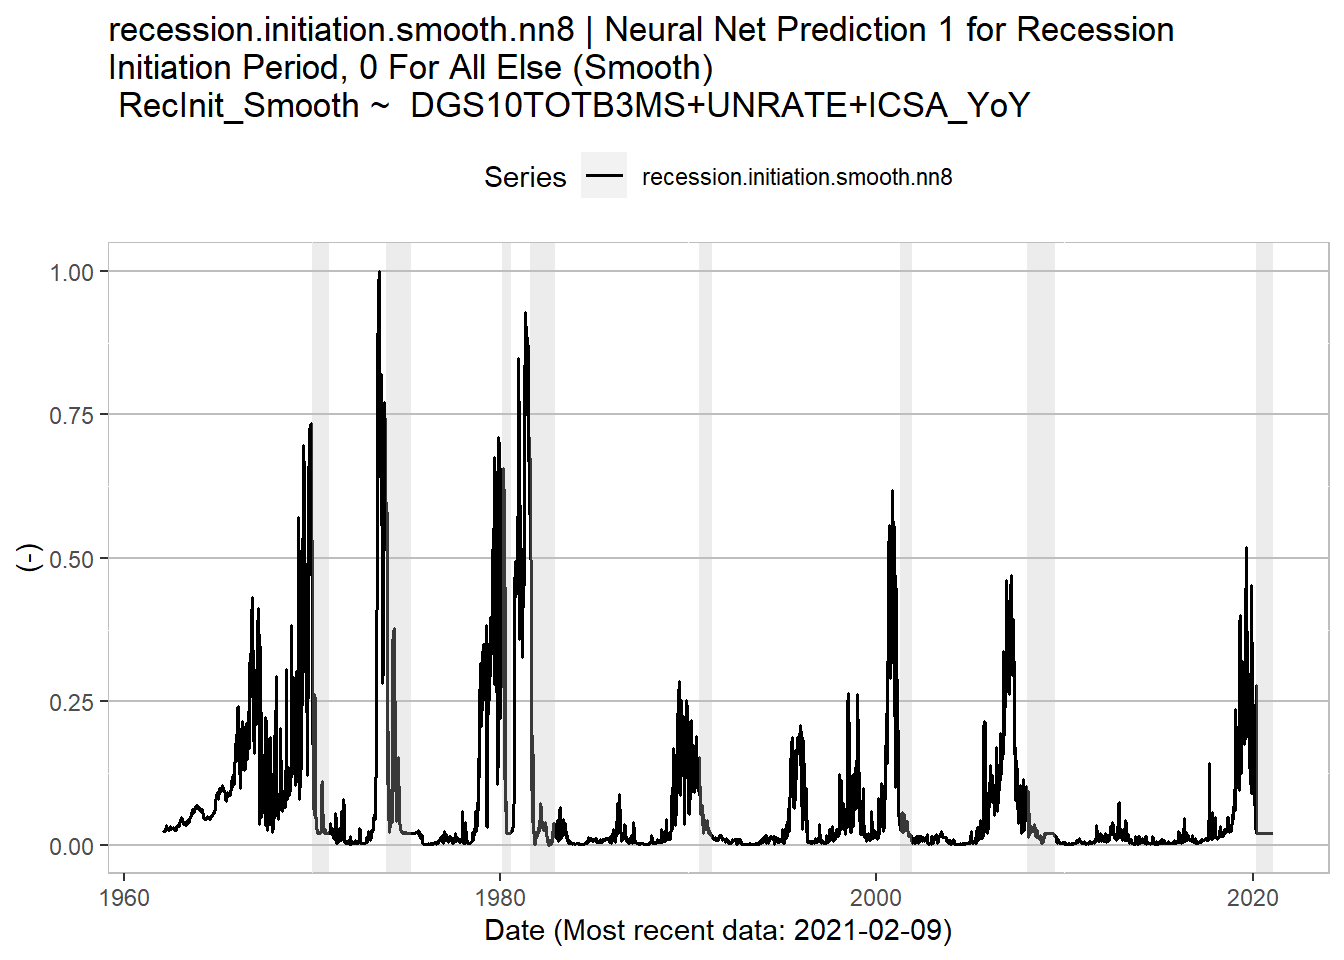 recession.initiation.smooth.nn8 | Neural Net Prediction 1 for Recession
Initiation Period, 0 For All Else (Smooth)
RecInit_Smooth ~ DGS10TOTB3MS+UNRATE+ICSA_YoY
Series recession.initiation.smooth.nn8
1.00
0.75
0.50
0.25
0.00
(-)
1960 1980 2000 2020
Date (Most recent data: 2021-02-09)